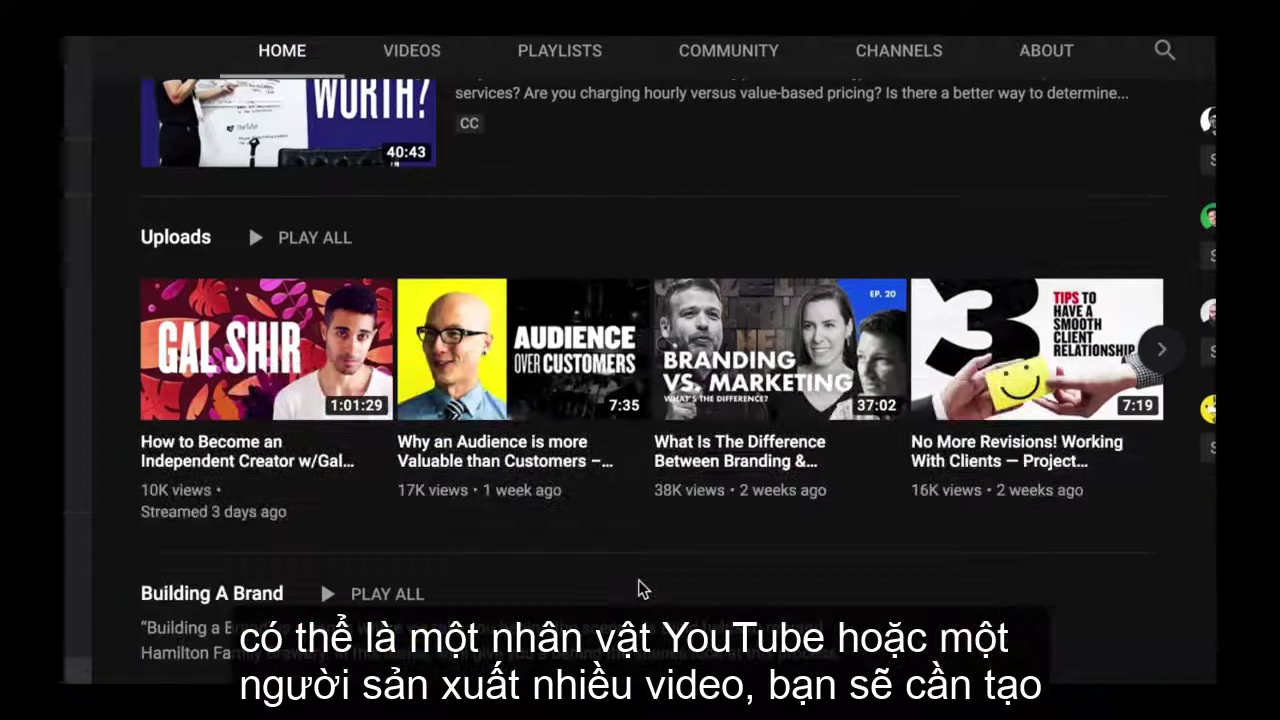 HOME VIDEOS PLAYLISTS COMMUNITY CHANNELS ABOUT
WORTH?
services? Are you charging hourly versus value-based pricing? Is there a better way to determine...
CC
40:43
Uploads PLAY ALL
GAL SHIR
1:01:29
AUDIENCE
OVER CUSTOMERS
7:35
EP. 20
BRANDING
VS. MARKETING
WHAT'S THE DIFFERENCE?
37:02
3
TIPS TO
HAVE A
SMOOTH
CLIENT
RELATIONSHIP
7:19
How to Become an
Independent Creator w/Gal...
10K views •
Streamed 3 days ago
Why an Audience is more
Valuable than Customers –...
17K views • 1 week ago
What Is The Difference
Between Branding &...
38K views • 2 weeks ago
No More Revisions! Working
With Clients — Project...
16K views • 2 weeks ago
Building A Brand PLAY ALL
"Building a
Hamilton
có thể là một nhân vật YouTube hoặc một
người sản xuất nhiều video, bạn sẽ cần tạo